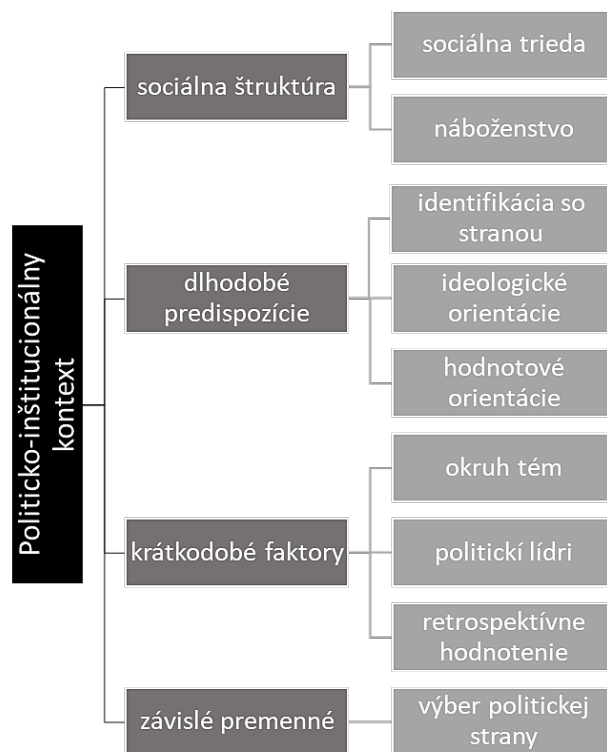 Politicko-inštitucionálny
kontext
sociálna štruktúra
sociálna trieda
náboženstvo
dlhodobé
predispozície
identifikácia so
stranou
ideologické
orientácie
hodnotové
orientácie
krátkodobé faktory
okruh tém
politickí lídri
retrospektívne
hodnotenie
závislé premenné
výber politickej
strany